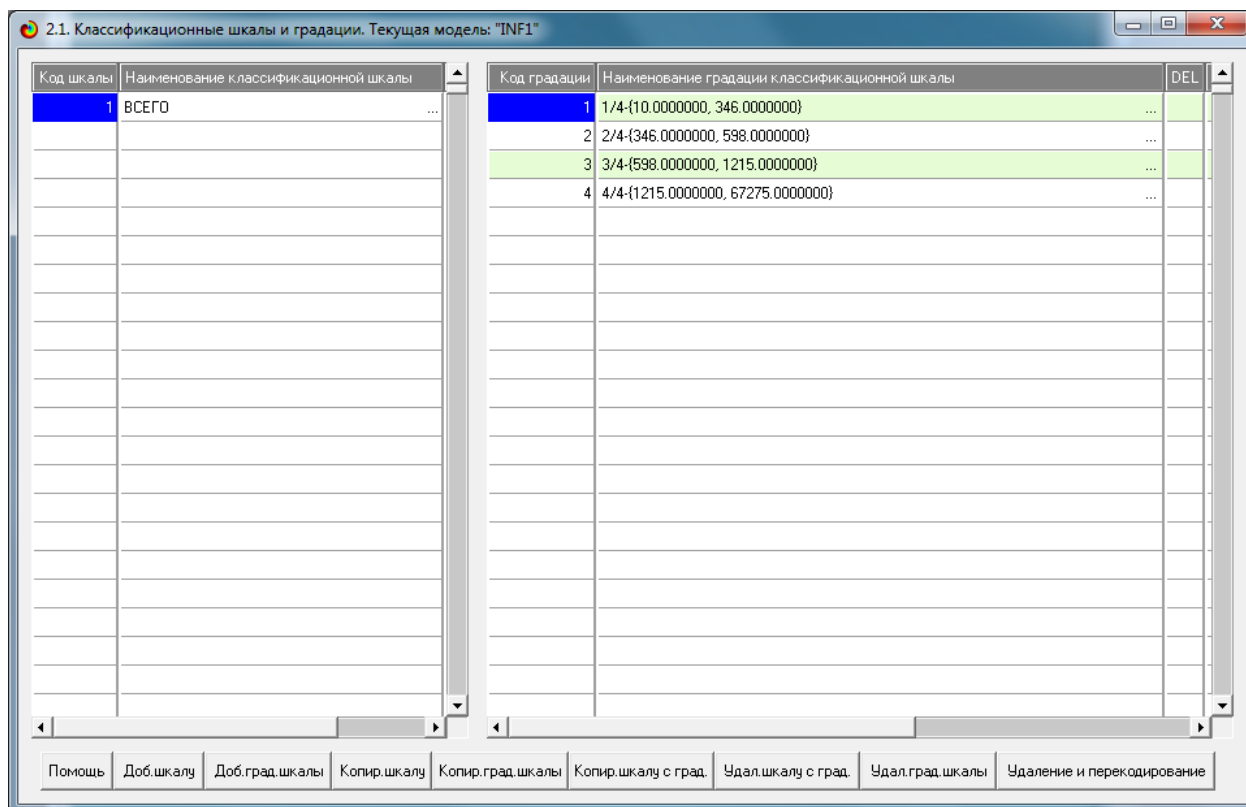 2.1. Классификационные шкалы и градации. Текущая модель: "INF1"
Код шкалы Наименование классификационной шкалы
1 ВСЕГО ...
Код градации Наименование градации классификационной шкалы DEL
1 1/4-{10.0000000, 346.0000000} ...
2 2/4-{346.0000000, 598.0000000} ...
3 3/4-{598.0000000, 1215.0000000} ...
4 4/4-{1215.0000000, 67275.0000000} ...
Помощь Доб.шкалу Доб.град.шкалы Копир.шкалу Копир.град.шкалы Копир.шкалу с град. Удал.шкалу с град. Удал.град.шкалы Удаление и перекодирование